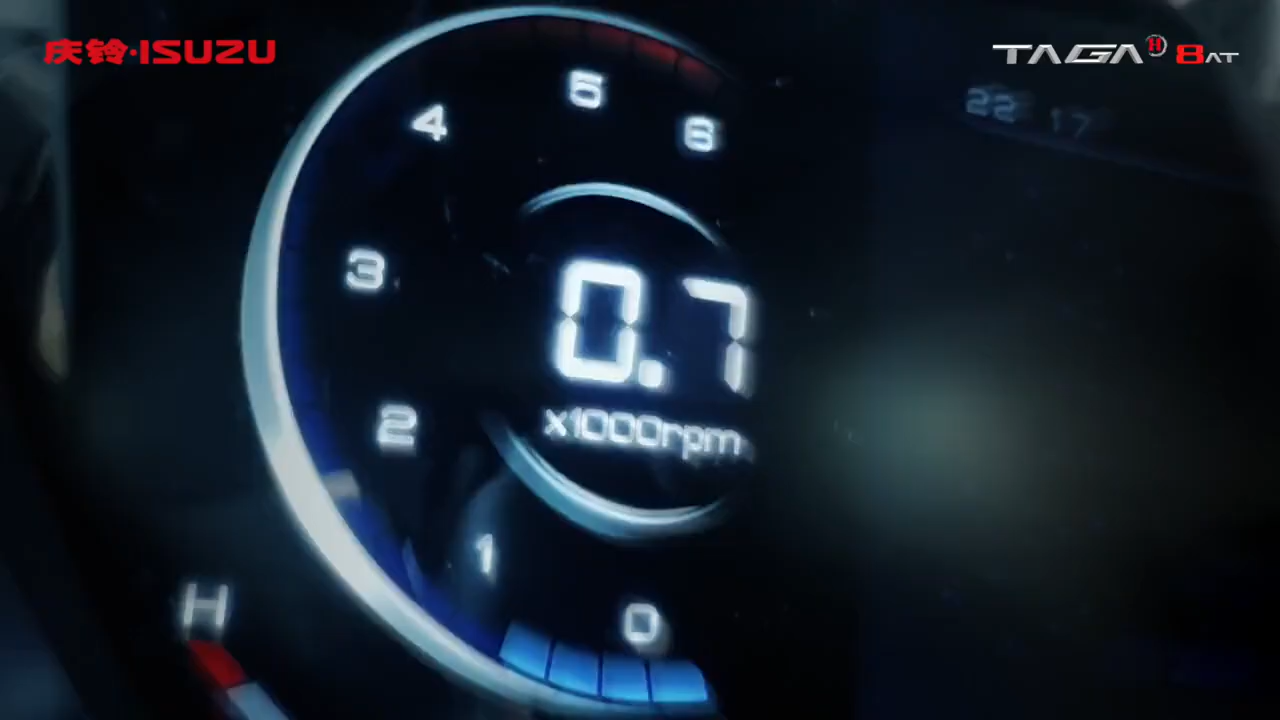 庆铃·ISUZU
TAGA H 8AT
22 17
5
4
6
3
0.7
2
x1000rpm
1
0
H